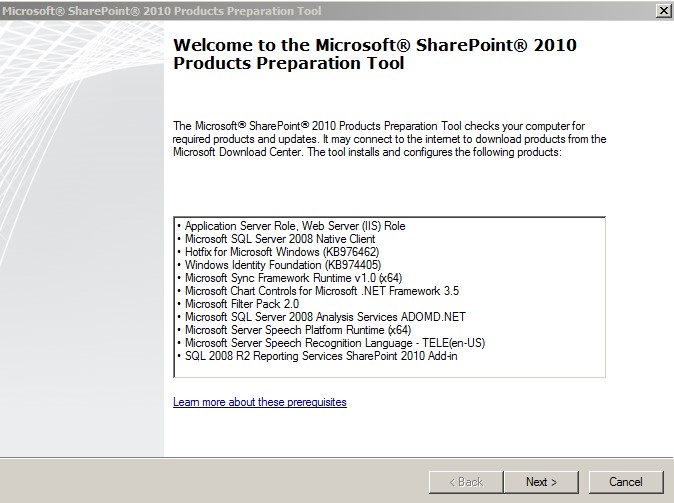 Microsoft® SharePoint® 2010 Products Preparation Tool
Welcome to the Microsoft® SharePoint® 2010
Products Preparation Tool
The Microsoft® SharePoint® 2010 Products Preparation Tool checks your computer for
required products and updates. It may connect to the internet to download products from the
Microsoft Download Center. The tool installs and configures the following products:
• Application Server Role, Web Server (IIS) Role
• Microsoft SQL Server 2008 Native Client
• Hotfix for Microsoft Windows (KB976462)
• Windows Identity Foundation (KB974405)
• Microsoft Sync Framework Runtime v1.0 (x64)
• Microsoft Chart Controls for Microsoft .NET Framework 3.5
• Microsoft Filter Pack 2.0
• Microsoft SQL Server 2008 Analysis Services ADOMD.NET
• Microsoft Server Speech Platform Runtime (x64)
• Microsoft Server Speech Recognition Language - TELE(en-US)
• SQL 2008 R2 Reporting Services SharePoint 2010 Add-in
Learn more about these prerequisites
< Back Next > Cancel